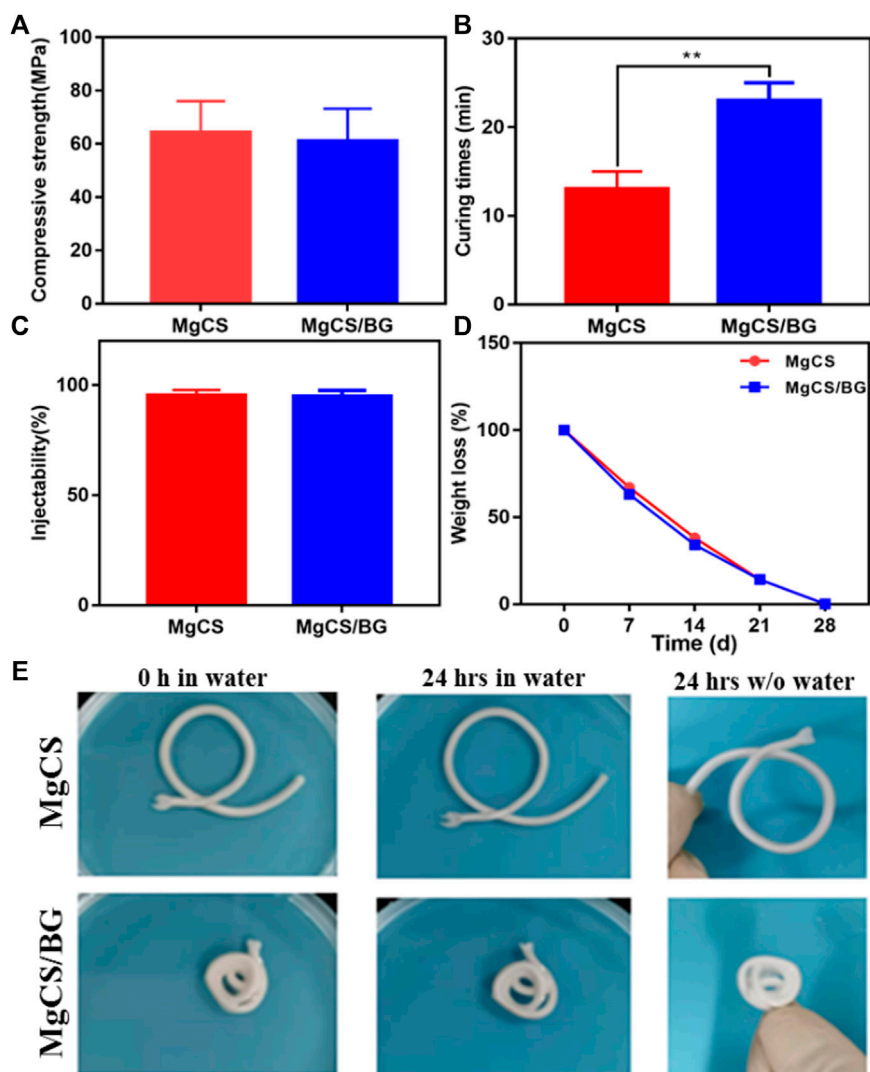 A
Compressive strength(MPa)
100
80
60
40
20
0
MgCS
MgCS/BG
B
Curing times (min)
30
20
10
0
**
MgCS
MgCS/BG
C
Injectability(%)
100
50
0
MgCS
MgCS/BG
D
Weight loss (%)
150
100
50
0
MgCS
MgCS/BG
0 7 14 21 28
Time (d)
E
0 h in water
24 hrs in water
24 hrs w/o water
MgCS
MgCS/BG